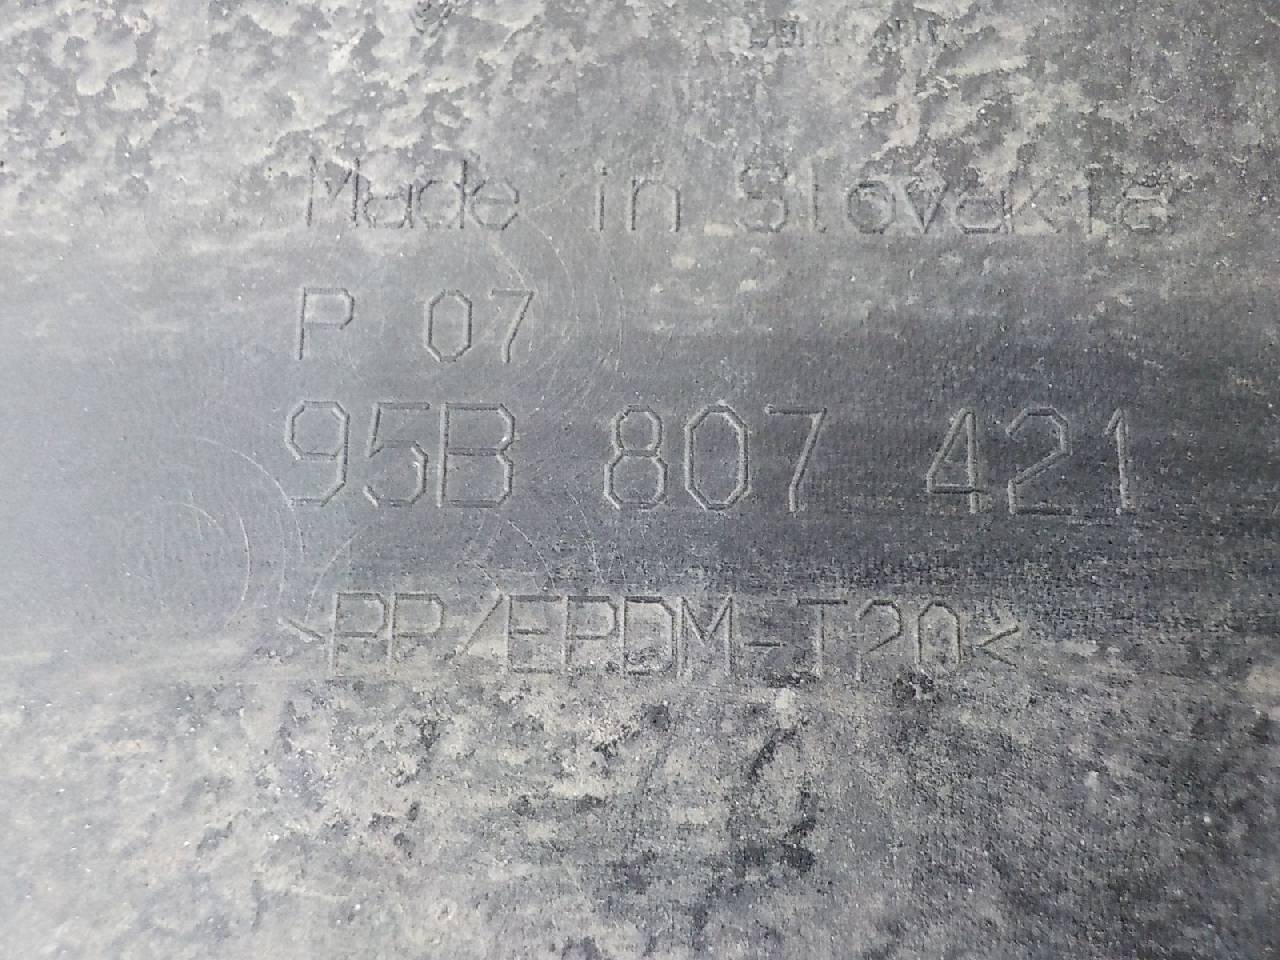 Made in Slovakia
P 07
95B 807 421
>PP/EPDM-T20<